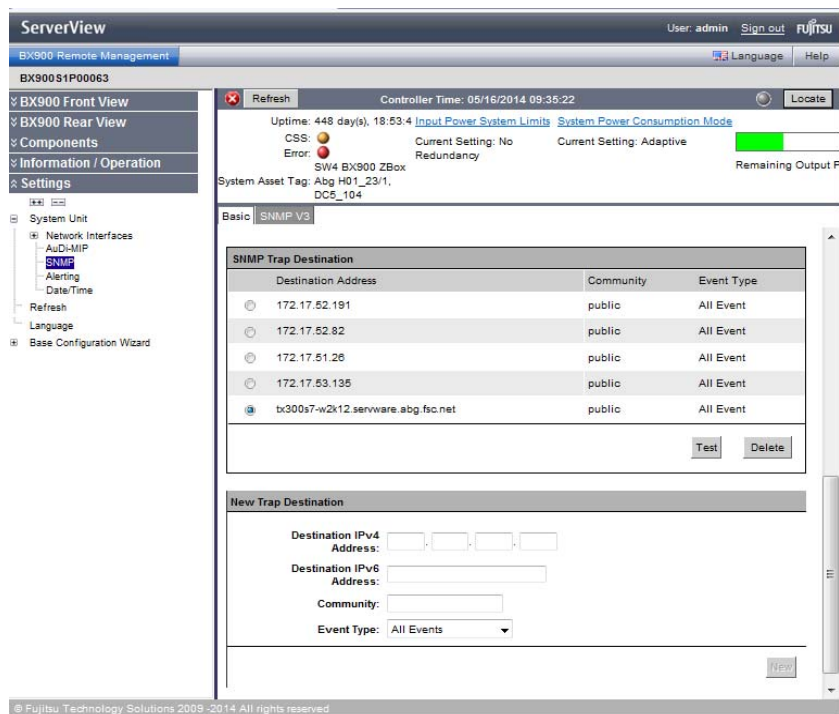 ServerView
User: admin Sign out FUJITSU
BX900 Remote Management
Language Help
BX900S1P00063
BX900 Front View
BX900 Rear View
Components
Information / Operation
Settings
System Unit
Network Interfaces
AuDi-MIP
SNMP
Alerting
Date/Time
Refresh
Language
Base Configuration Wizard
Refresh Controller Time: 05/16/2014 09:35:22 Locate
Uptime: 448 day(s), 18:53:4 Input Power System Limits System Power Consumption Mode
CSS:
Error:
Current Setting: No Redundancy
Current Setting: Adaptive
Remaining Output P
System Asset Tag: SW4 BX900 ZBox
Abg H01_23/1,
DC5_104
Basic SNMP V3
SNMP Trap Destination
Destination Address Community Event Type
172.17.52.191 public All Event
172.17.52.82 public All Event
172.17.51.26 public All Event
172.17.53.135 public All Event
tx300s7-w2k12.servware.abg.fsc.net public All Event
Test Delete
New Trap Destination
Destination IPv4
Address: . . .
Destination IPv6
Address:
Community:
Event Type: All Events
New
© Fujitsu Technology Solutions 2009 -2014 All rights reserved